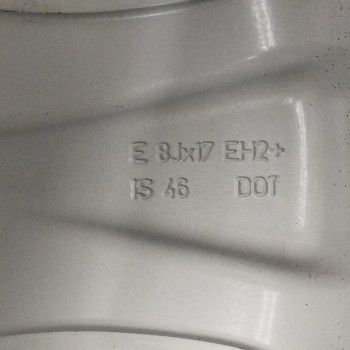 E 8Jx17 EH2+
IS 46 DOT